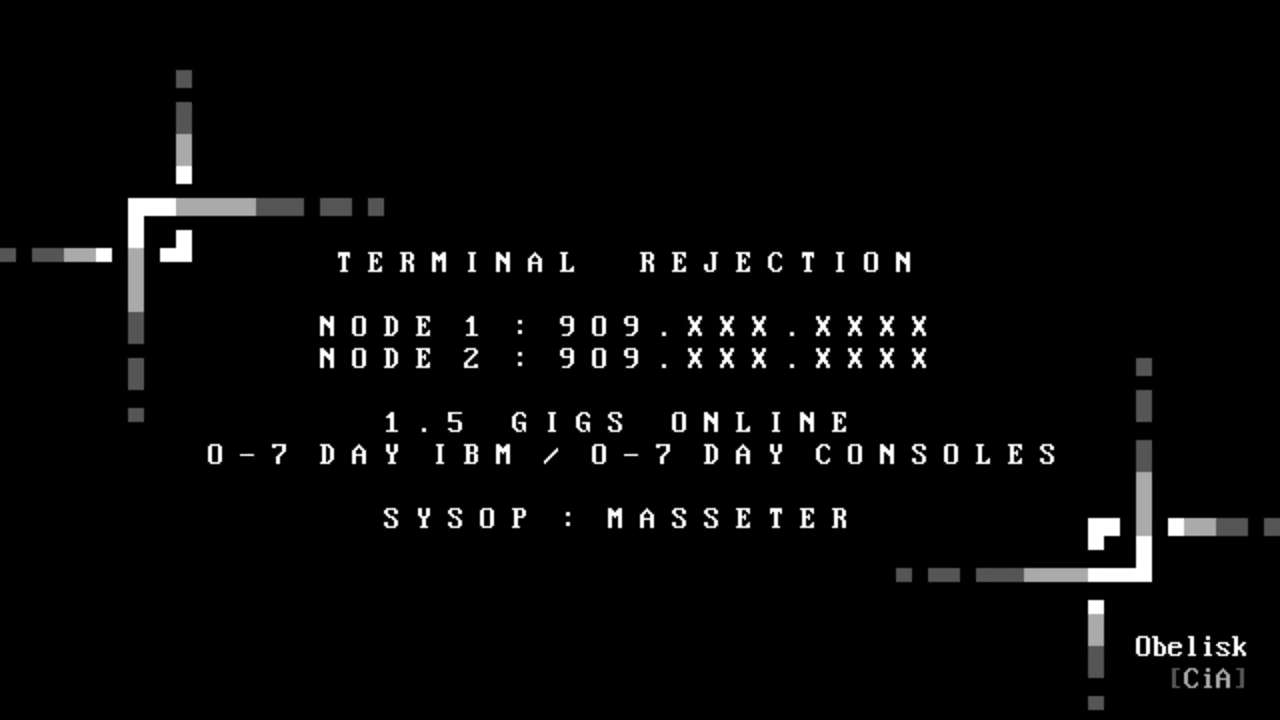 TERMINAL REJECTION
NODE 1 : 909.XXX.XXXX
NODE 2 : 909.XXX.XXXX
1.5 GIGS ONLINE
0-7 DAY IBM / 0-7 DAY CONSOLES
SYSOP : MASSETER
Obelisk
[CiA]